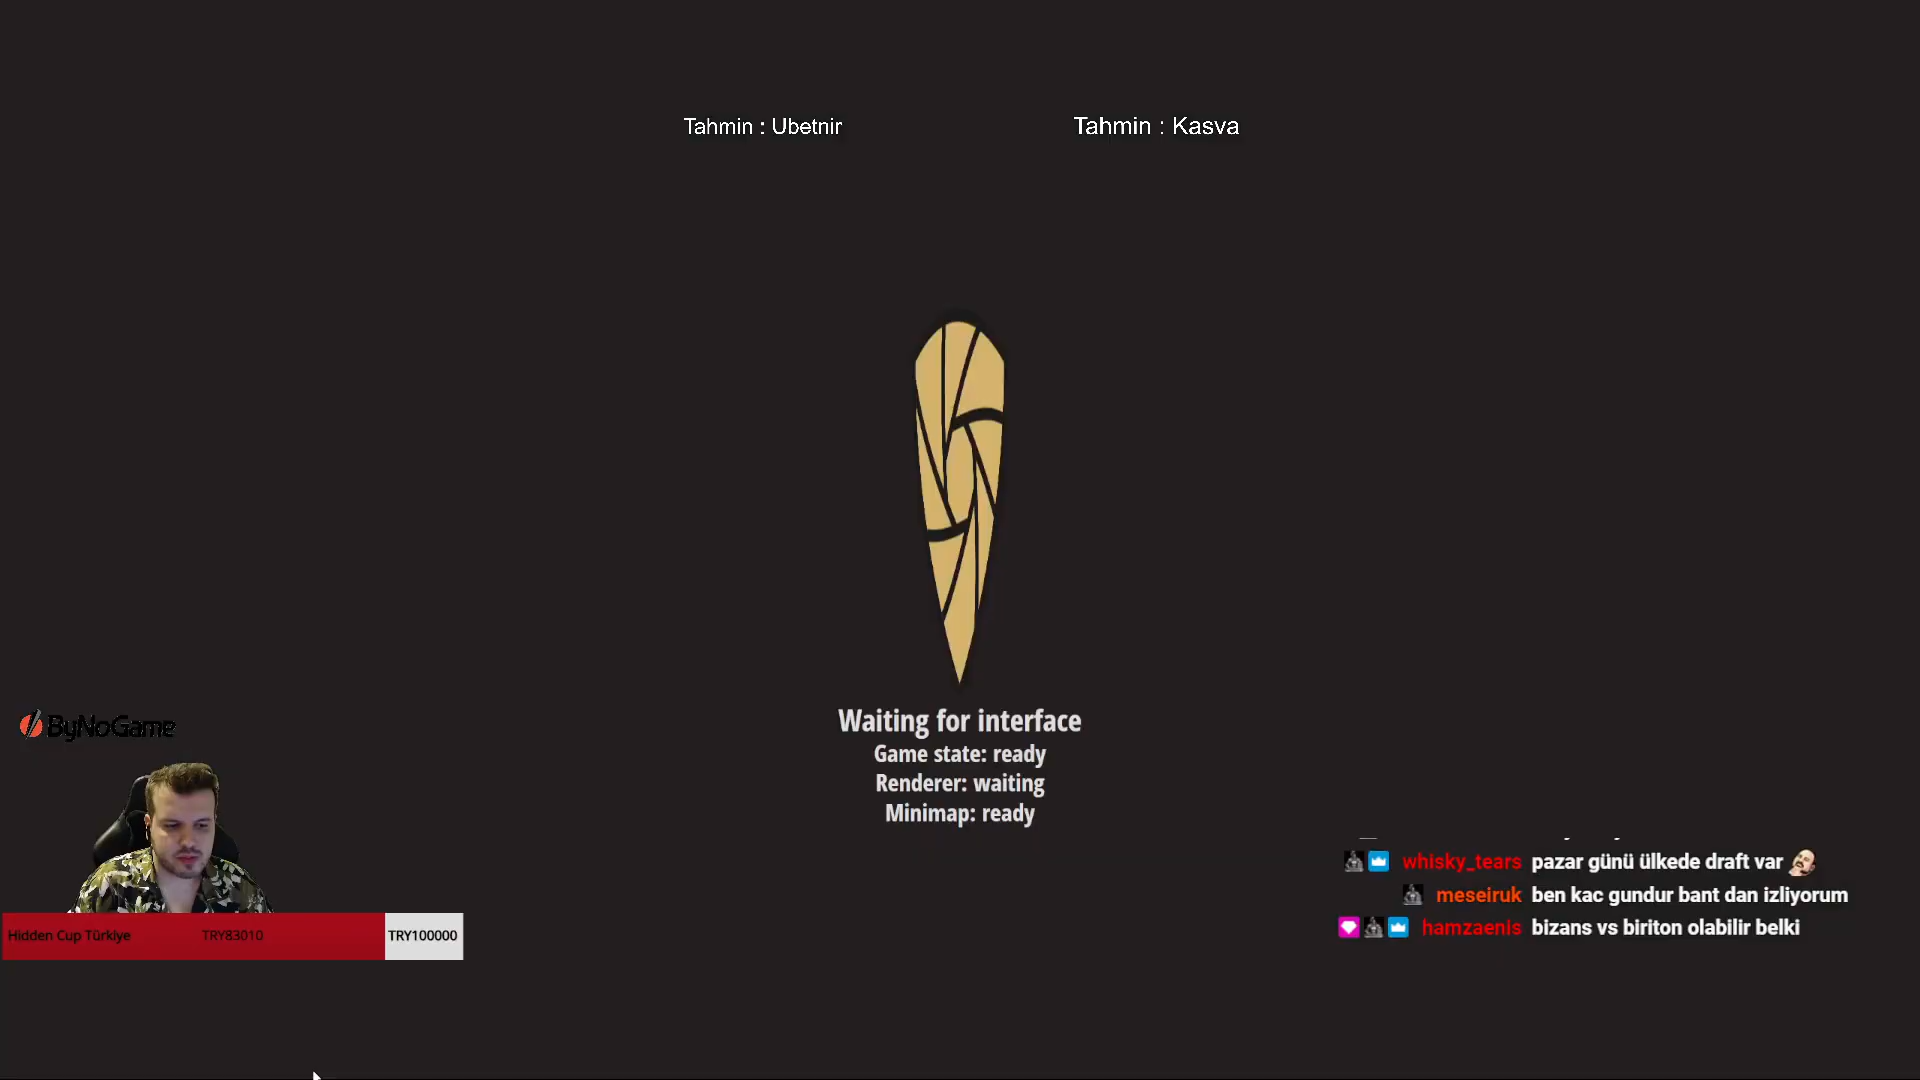 Tahmin : Ubetnir
Tahmin : Kasva
Waiting for interface
Game state: ready
Renderer: waiting
Minimap: ready
ByNoGame
Hidden Cup Türkiye TRY83010 TRY100000
whisky_tears pazar günü ülkede draft var
meseiruk ben kac gundur bant dan izliyorum
hamzaenis bizans vs biriton olabilir belki